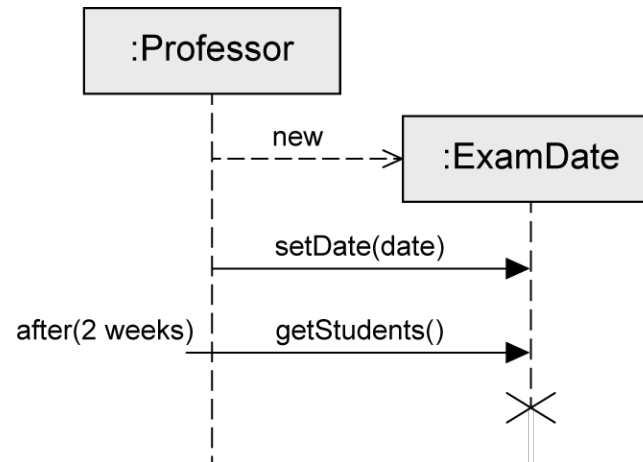 :Professor
new
:ExamDate
setDate(date)
after(2 weeks) getStudents()